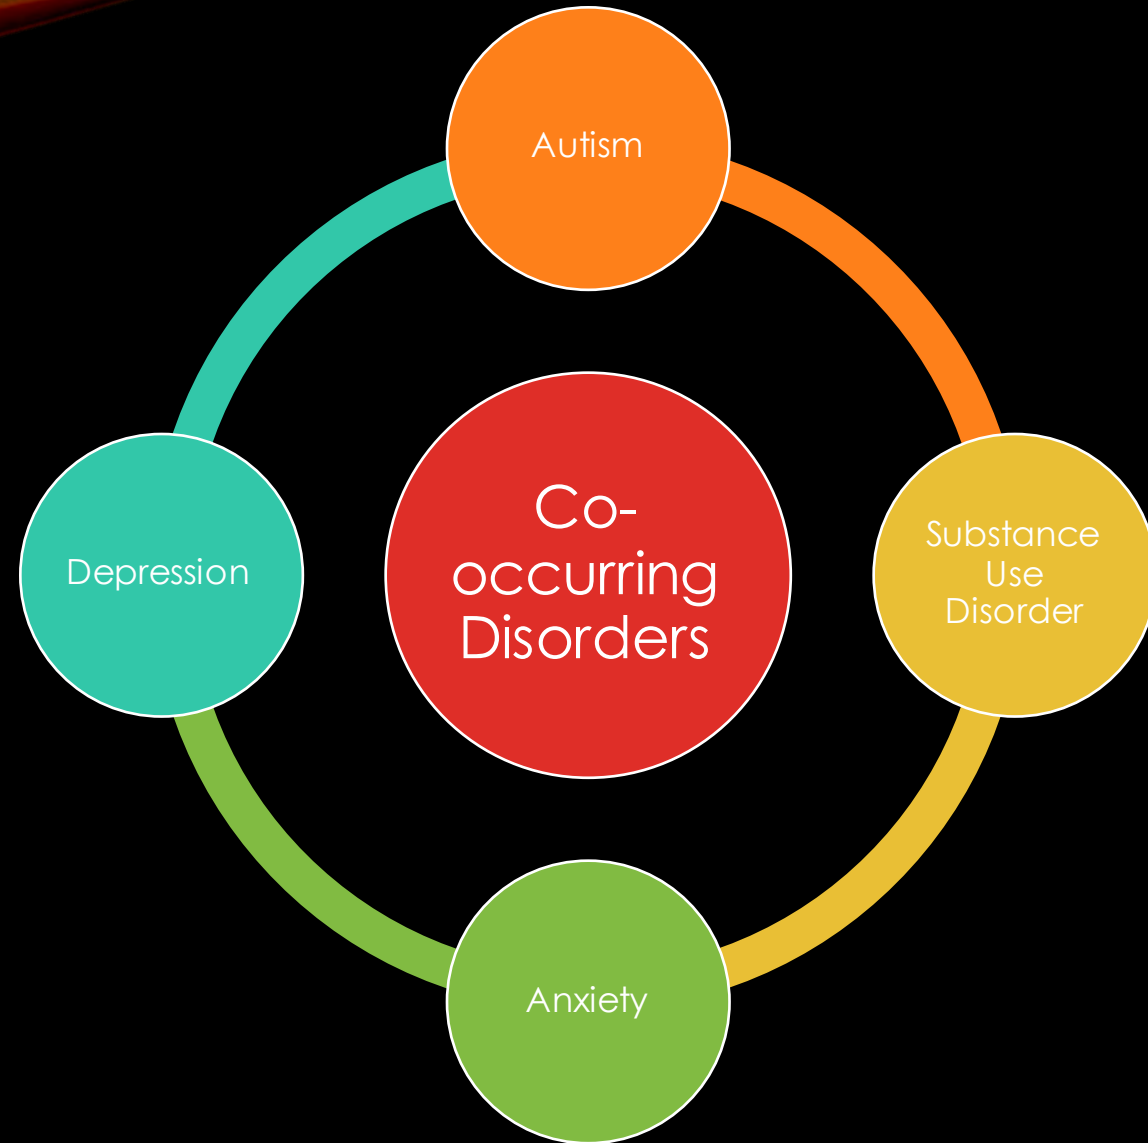 Autism
Co-
occurring
Disorders
Substance
Use
Disorder
Depression
Anxiety